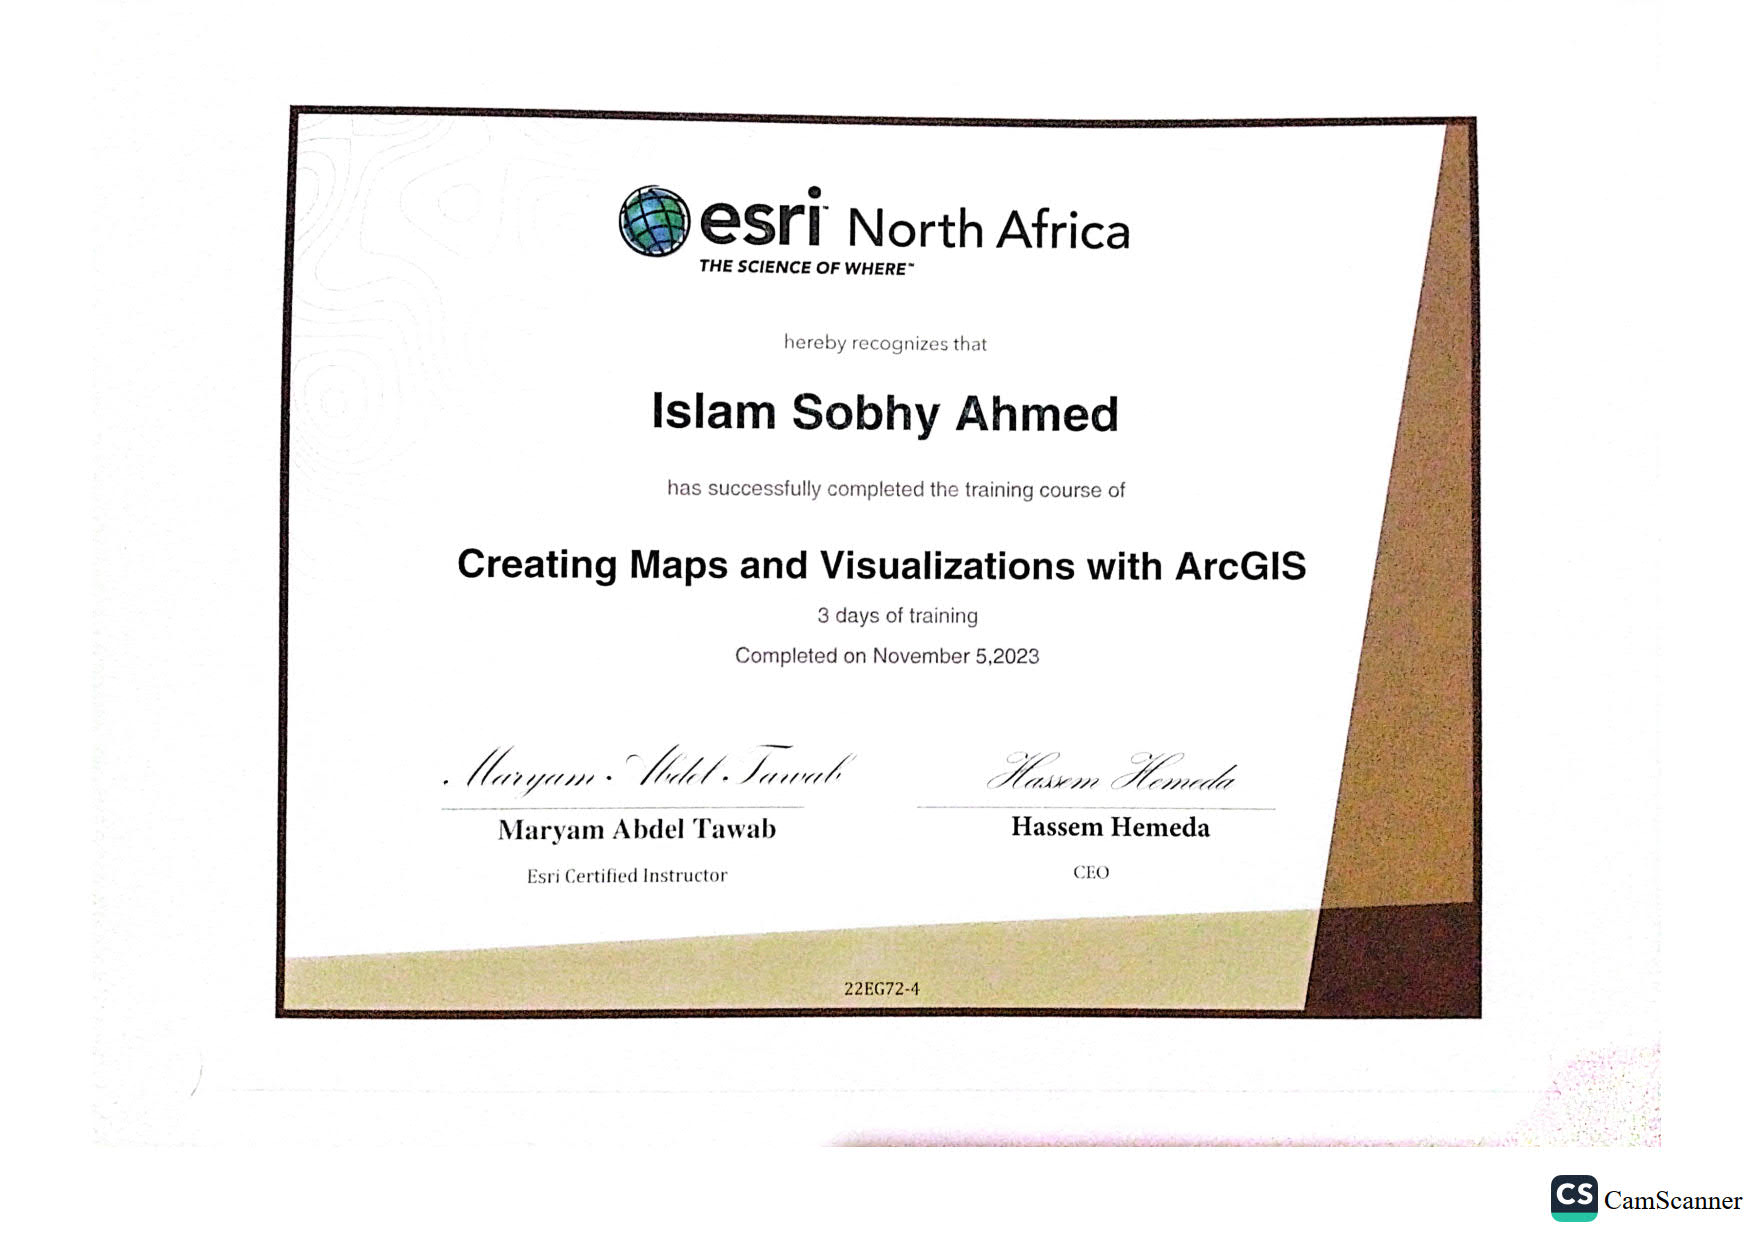 esri™ North Africa
THE SCIENCE OF WHERE™
hereby recognizes that
Islam Sobhy Ahmed
has successfully completed the training course of
Creating Maps and Visualizations with ArcGIS
3 days of training
Completed on November 5,2023
Maryam Abdel Tawab Hassem Hemeda
Maryam Abdel Tawab Hassem Hemeda
Esri Certified Instructor CEO
22EG72-4
CS CamScanner